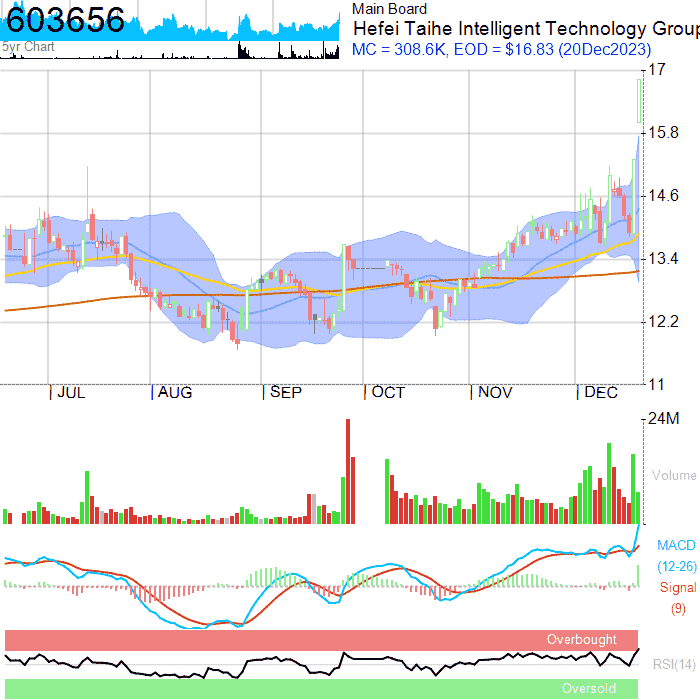 603656
5yr Chart
Main Board
Hefei Taihe Intelligent Technology Group
MC = 308.6K, EOD = $16.83 (20Dec2023)
17
15.8
14.6
13.4
12.2
11
JUL AUG SEP OCT NOV DEC
24M
Volume
MACD
(12-26)
Signal
(9)
Overbought
RSI(14)
Oversold